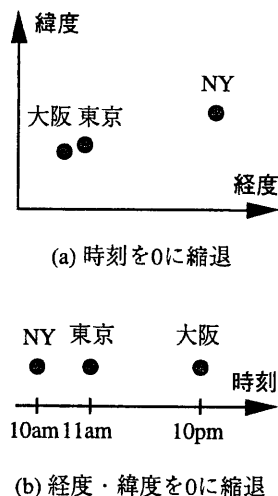 緯度
NY
大阪 東京
経度
(a) 時刻を0に縮退
NY 東京 大阪
時刻
10am 11am 10pm
(b) 経度・緯度を0に縮退